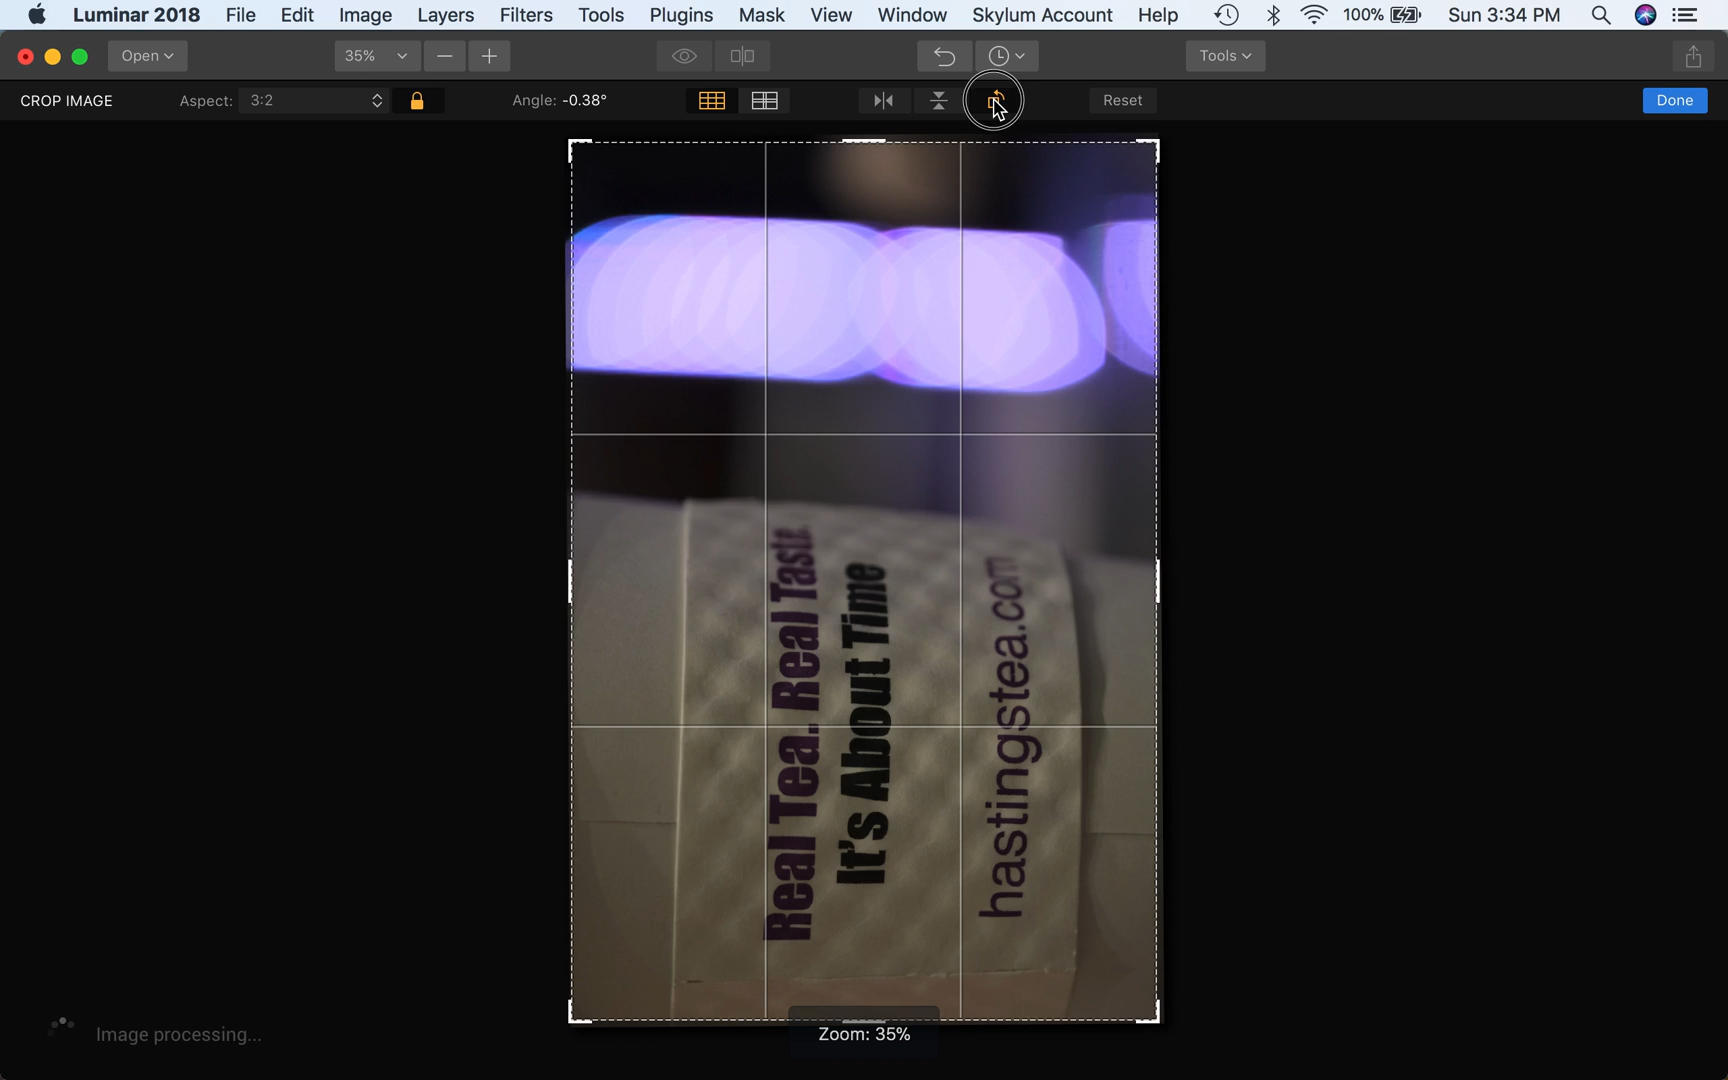 Luminar 2018 File Edit Image Layers Filters Tools Plugins Mask View Window Skylum Account Help 100% Sun 3:34 PM
Open 35% Tools
CROP IMAGE Aspect: 3:2 Angle: -0.38° Reset Done
Real Tea. Real Taste.
It's About Time
hastingstea.com
Image processing...
Zoom: 35%